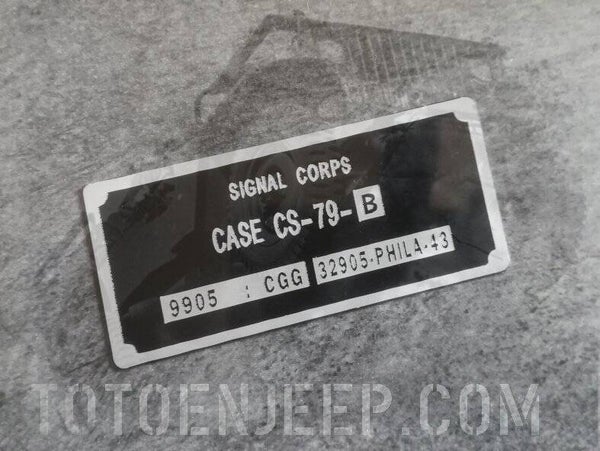 SIGNAL CORPS
CASE CS-79-B
9905 : CGG 32905-PHILA-43
TOTOENJEEP.COM